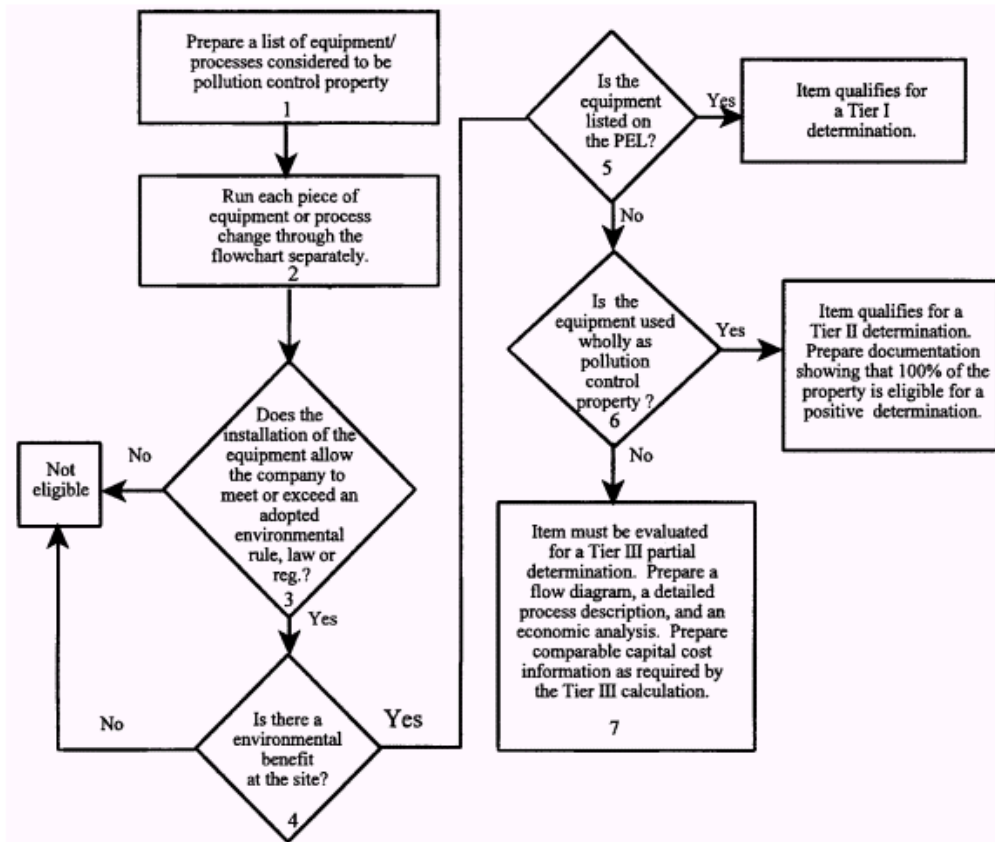 Prepare a list of equipment/
processes considered to be
pollution control property
1
Run each piece of
equipment or process
change through the
flowchart separately.
2
Does the
installation of the
equipment allow
the company to
meet or exceed an
adopted
environmental
rule, law or
reg.?
3
No
Not
eligible
Yes
Is there a
environmental
benefit
at the site?
4
No
Yes
Is the
equipment
listed on
the PEL?
5
Yes
Item qualifies for
a Tier I
determination.
No
Is the
equipment used
wholly as
pollution
control
property ?
6
Yes
Item qualifies for a
Tier II determination.
Prepare documentation
showing that 100% of the
property is eligible for a
positive determination.
No
Item must be evaluated
for a Tier III partial
determination. Prepare a
flow diagram, a detailed
process description, and an
economic analysis. Prepare
comparable capital cost
information as required by
the Tier III calculation.
7